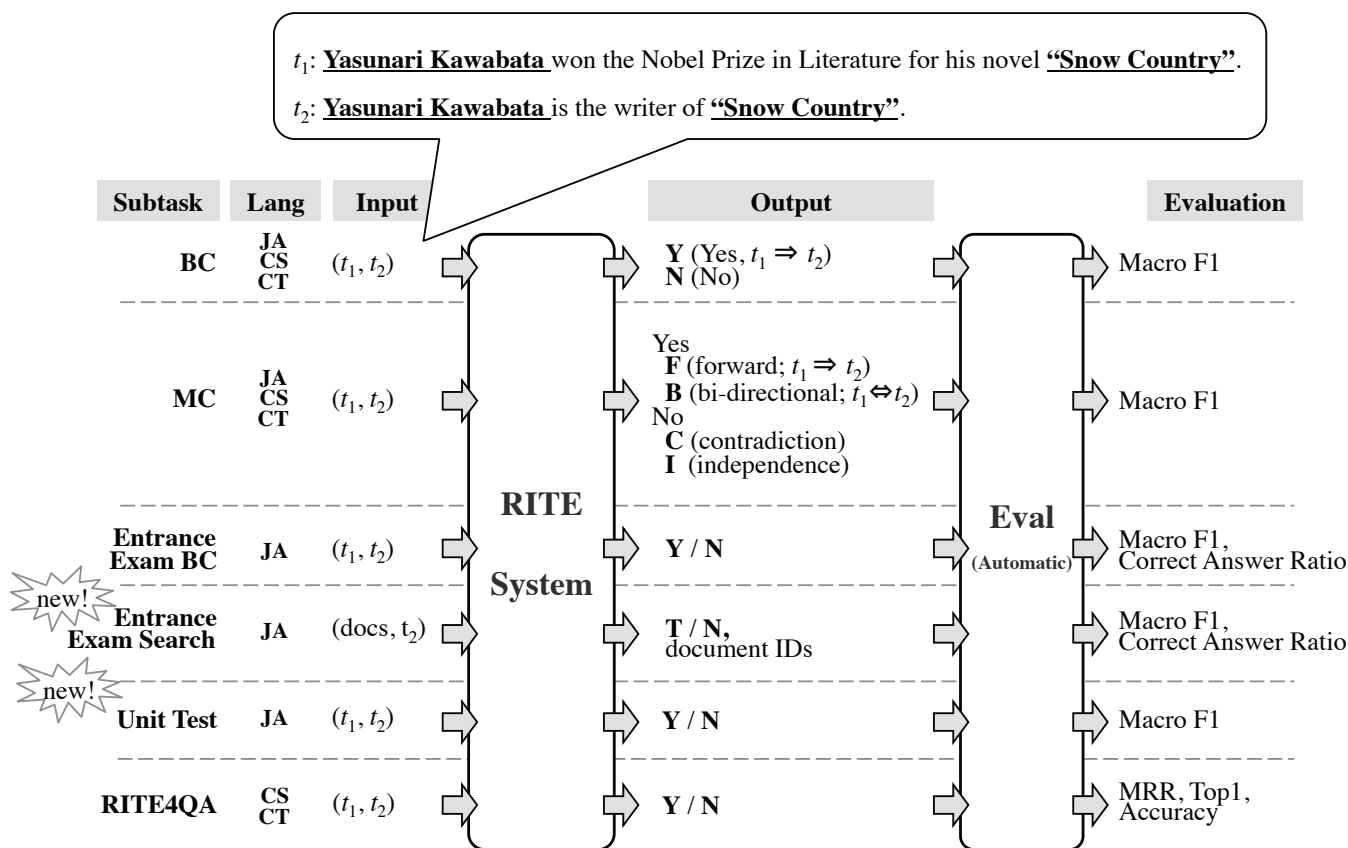 t1: Yasunari Kawabata won the Nobel Prize in Literature for his novel “Snow Country”.
t2: Yasunari Kawabata is the writer of “Snow Country”.
Subtask Lang Input Output Evaluation
BC
JA
CS
CT
(t1, t2)
Y (Yes, t1 ⇒ t2)
N (No)
Macro F1
MC
JA
CS
CT
(t1, t2)
Yes
F (forward; t1 ⇒ t2)
B (bi-directional; t1⇔t2)
No
C (contradiction)
I (independence)
Macro F1
RITE
System
Eval
(Automatic)
Entrance
Exam BC
JA
(t1, t2)
Y / N
Macro F1,
Correct Answer Ratio
new!
Entrance
Exam Search
JA
(docs, t2)
T / N,
document IDs
Macro F1,
Correct Answer Ratio
new!
Unit Test
JA
(t1, t2)
Y / N
Macro F1
RITE4QA
CS
CT
(t1, t2)
Y / N
MRR, Top1,
Accuracy